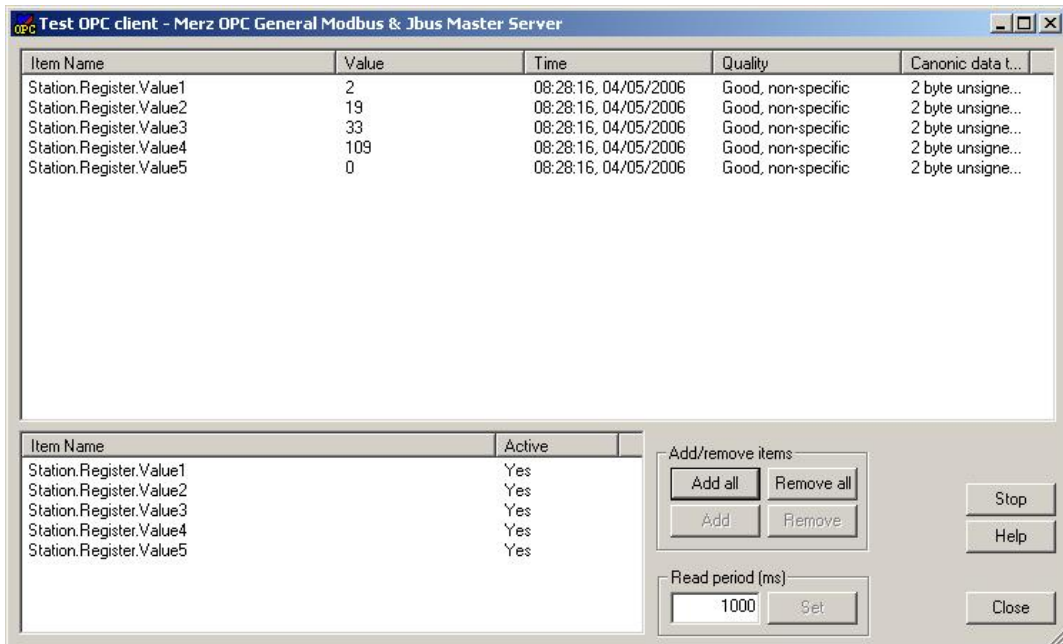 OPC Test OPC client - Merz OPC General Modbus & Jbus Master Server
Item Name Value Time Quality Canonic data t...
Station.Register.Value1 2 08:28:16, 04/05/2006 Good, non-specific 2 byte unsigne...
Station.Register.Value2 19 08:28:16, 04/05/2006 Good, non-specific 2 byte unsigne...
Station.Register.Value3 33 08:28:16, 04/05/2006 Good, non-specific 2 byte unsigne...
Station.Register.Value4 109 08:28:16, 04/05/2006 Good, non-specific 2 byte unsigne...
Station.Register.Value5 0 08:28:16, 04/05/2006 Good, non-specific 2 byte unsigne...
Item Name Active
Station.Register.Value1 Yes
Station.Register.Value2 Yes
Station.Register.Value3 Yes
Station.Register.Value4 Yes
Station.Register.Value5 Yes
Add/remove items
Add all Remove all
Add Remove
Read period (ms)
1000 Set
Stop
Help
Close